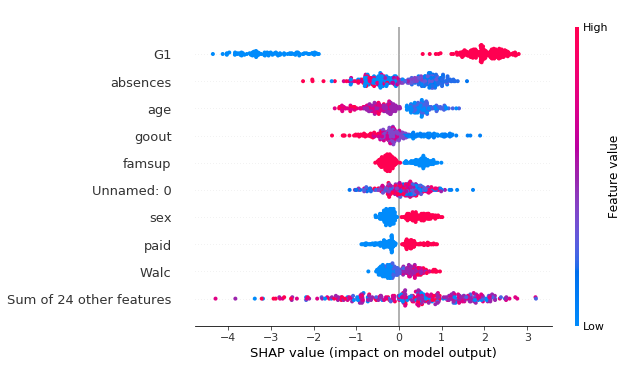 High
G1
absences
age
goout
famsup
Unnamed: 0
sex
paid
Walc
Sum of 24 other features
Feature value
Low
−4 −3 −2 −1 0 1 2 3
SHAP value (impact on model output)